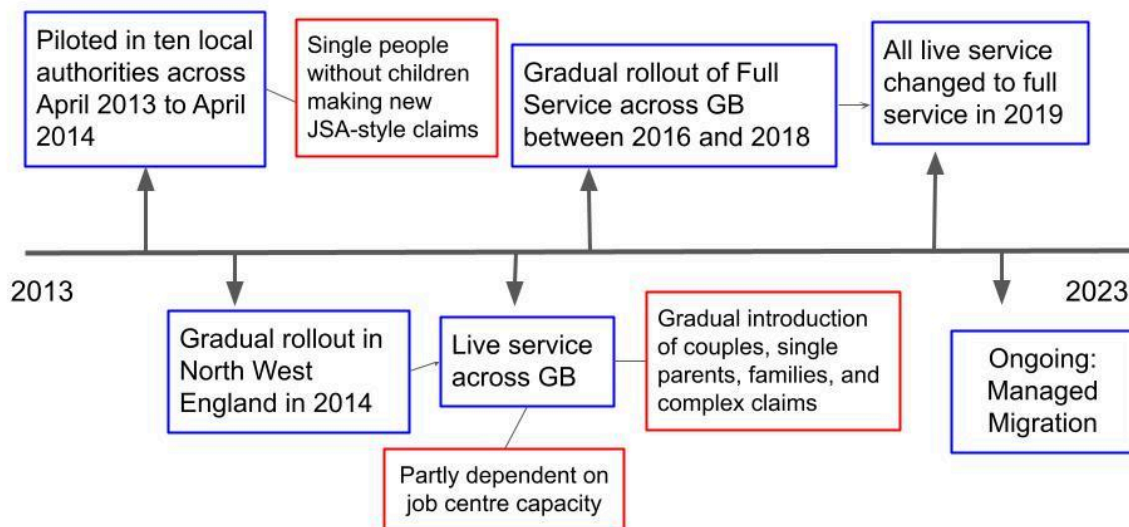 Piloted in ten local
authorities across
April 2013 to April
2014
Single people
without children
making new
JSA-style claims
Gradual rollout of Full
Service across GB
between 2016 and 2018
All live service
changed to full
service in 2019
2013
2023
Gradual rollout in
North West
England in 2014
Live service
across GB
Gradual introduction
of couples, single
parents, families, and
complex claims
Ongoing:
Managed
Migration
Partly dependent on
job centre capacity